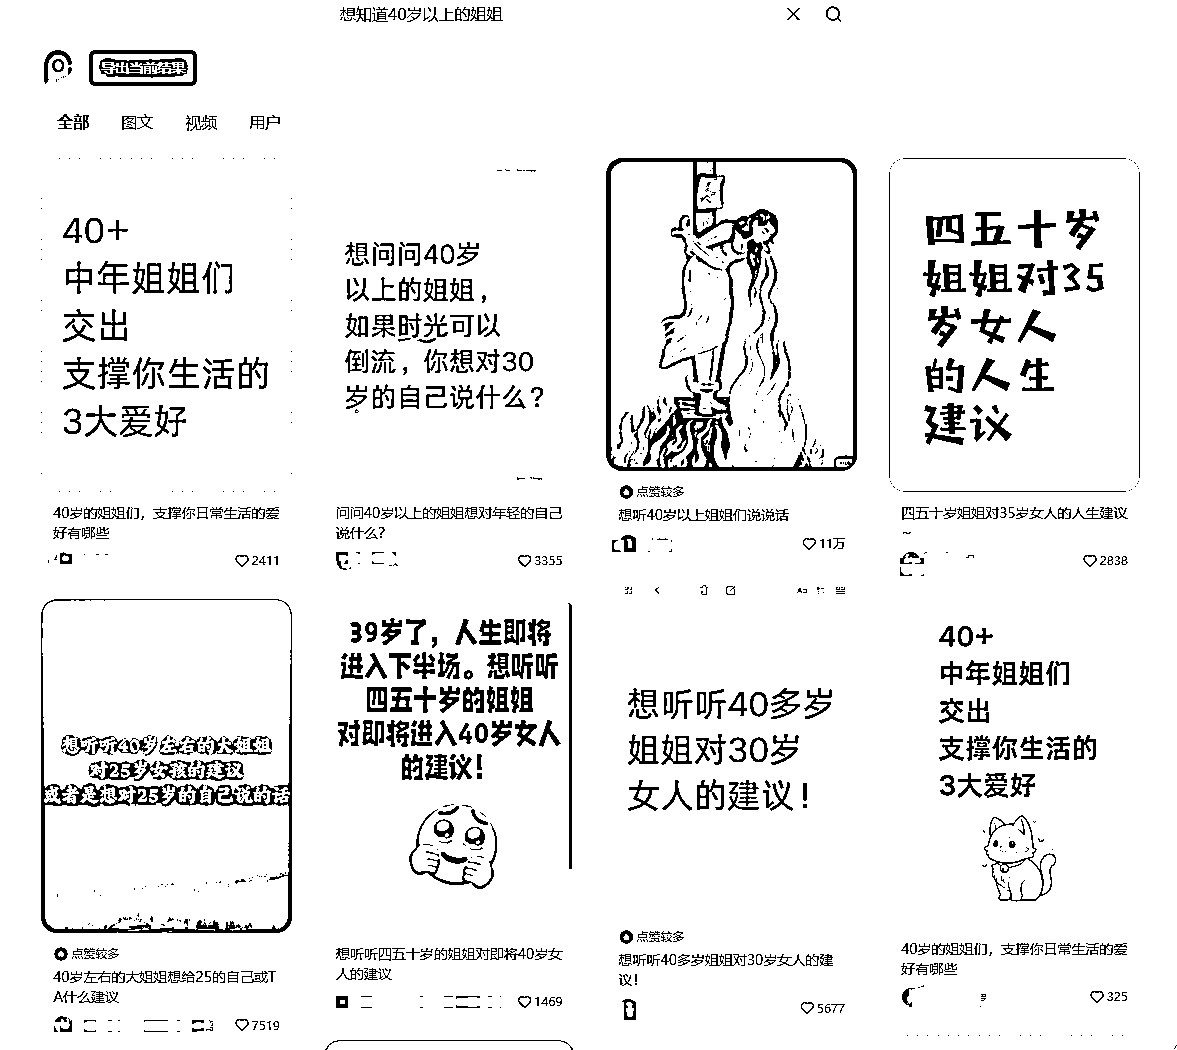 想知道40岁以上的姐姐
导出当前结果
全部
图文
视频
用户
40+
中年姐姐们
交出
支撑你生活的
3大爱好
40岁的姐姐们，支撑你日常生活的爱
好有哪些
2411
想问问40岁
以上的姐姐，
如果时光可以
倒流，你想对30
岁的自己说什么？
问问40岁以上的姐姐想对年轻的自己
说什么？
3355
点赞较多
想听40岁以上姐姐们说说话
11万
四五十岁
姐姐对35
岁女人
的人生
建议
四五十岁姐姐对35岁女人的人生建议
~
2838
想听听40岁左右的大姐姐
对25岁女孩的建议
或者是想对25岁的自己说的话
点赞较多
40岁左右的大姐姐想给25的自己或T
A什么建议
7519
39岁了，人生即将
进入下半场。想听听
四五十岁的姐姐
对即将进入40岁女人
的建议！
想听听四五十岁的姐姐对即将40岁女
人的建议
1469
想听听40多岁
姐姐对30岁
女人的建议！
点赞较多
想听听40多岁姐姐对30岁女人的建
议！
5677
40+
中年姐姐们
交出
支撑你生活的
3大爱好
40岁的姐姐们，支撑你日常生活的爱
好有哪些
325